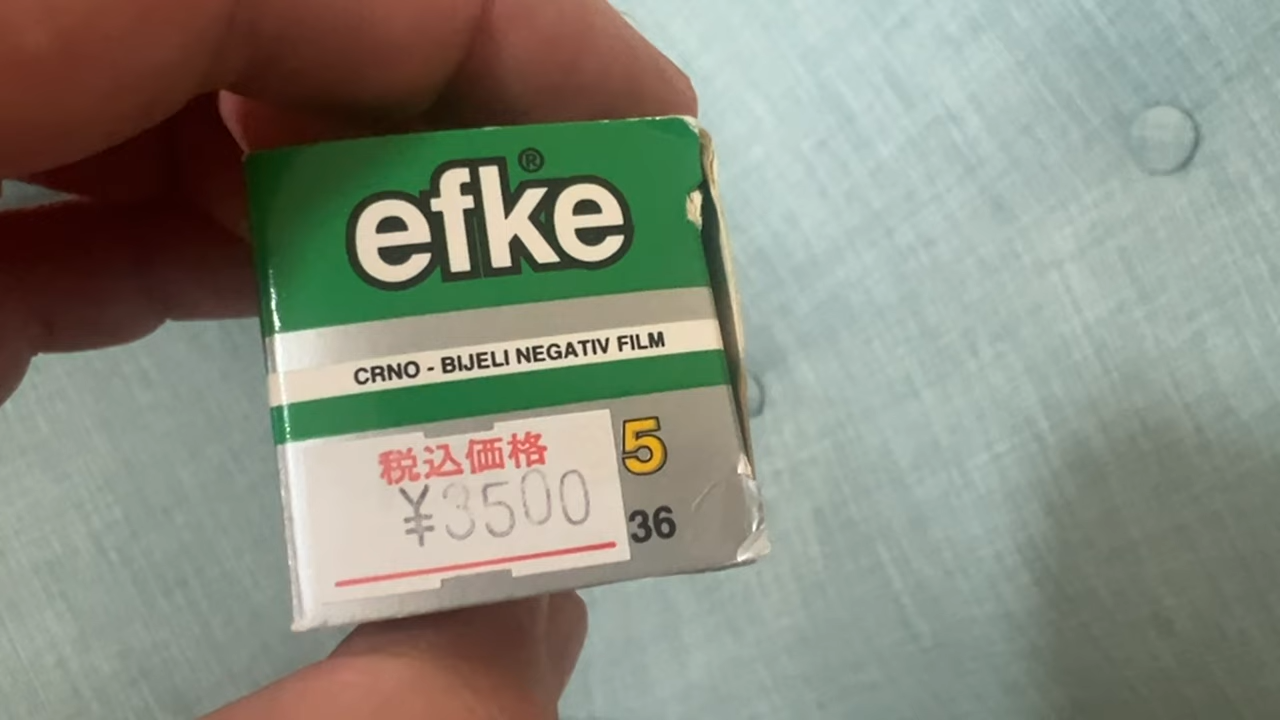 efke®
CRNO - BIJELI NEGATIV FILM
税込価格
5
¥3500
36